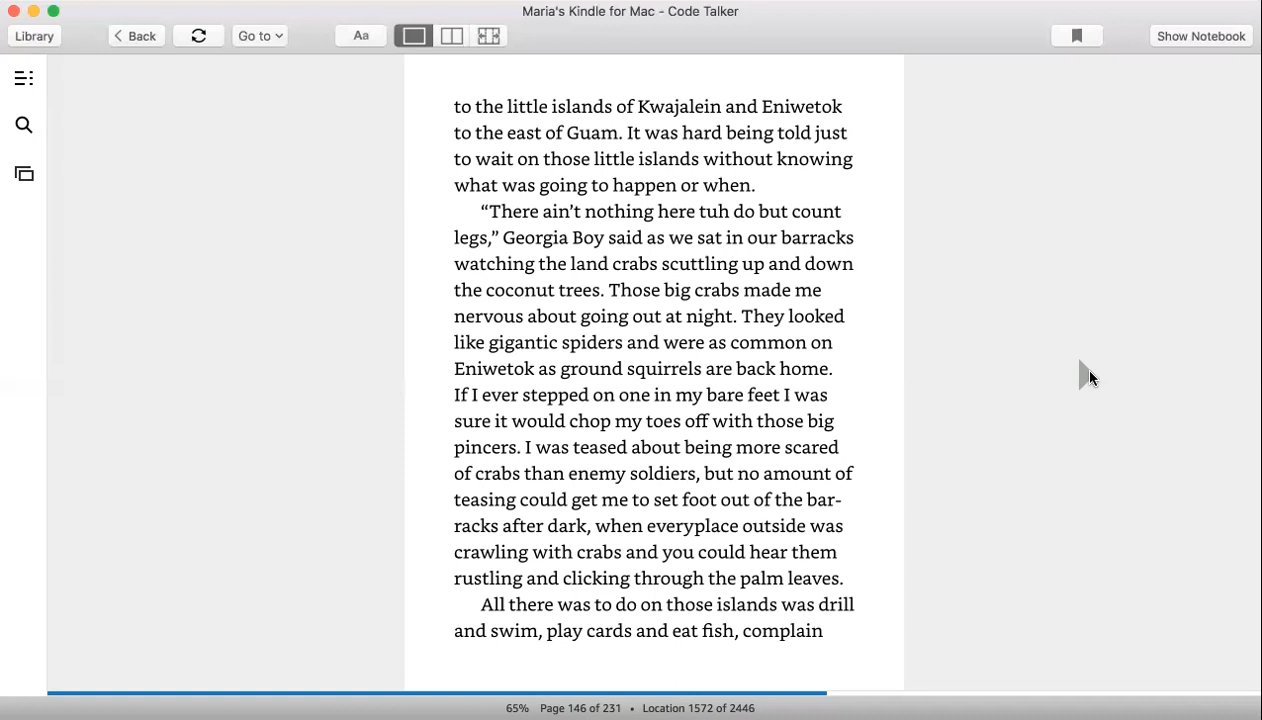 Maria's Kindle for Mac - Code Talker
Library
Back
Go to
Aa
Show Notebook
to the little islands of Kwajalein and Eniwetok
to the east of Guam. It was hard being told just
to wait on those little islands without knowing
what was going to happen or when.
“There ain’t nothing here tuh do but count
legs,” Georgia Boy said as we sat in our barracks
watching the land crabs scuttling up and down
the coconut trees. Those big crabs made me
nervous about going out at night. They looked
like gigantic spiders and were as common on
Eniwetok as ground squirrels are back home.
If I ever stepped on one in my bare feet I was
sure it would chop my toes off with those big
pincers. I was teased about being more scared
of crabs than enemy soldiers, but no amount of
teasing could get me to set foot out of the bar-
racks after dark, when everyplace outside was
crawling with crabs and you could hear them
rustling and clicking through the palm leaves.
All there was to do on those islands was drill
and swim, play cards and eat fish, complain
65% Page 146 of 231 • Location 1572 of 2446